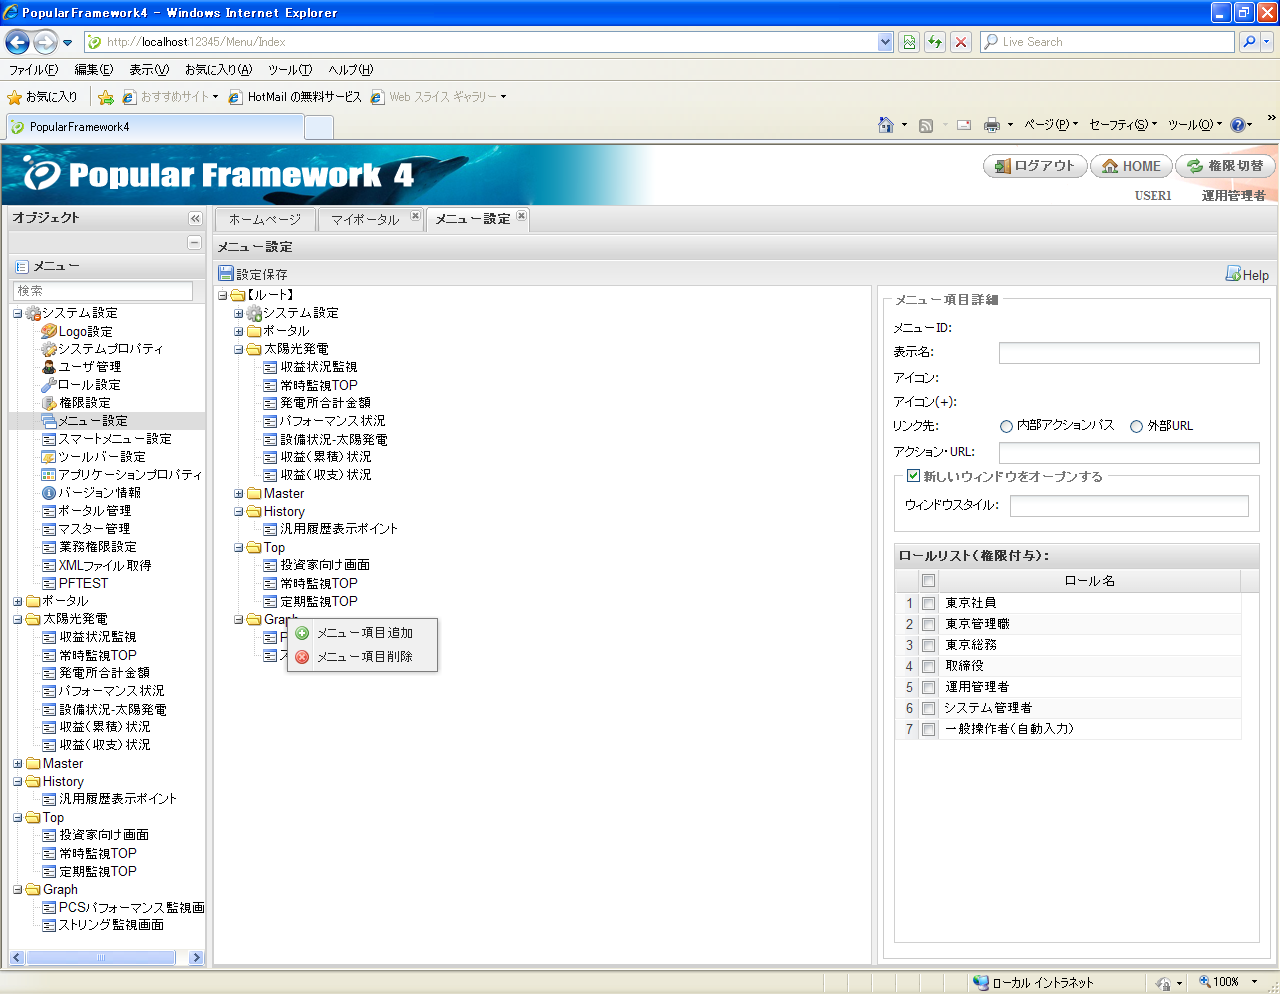 PopularFramework4 - Windows Internet Explorer
http://localhost:12345/Menu/Index
Live Search
ファイル(F) 編集(E) 表示(V) お気に入り(A) ツール(T) ヘルプ(H)
お気に入り おすすめサイト HotMail の無料サービス Web スライス ギャラリー
PopularFramework4
ページ(P) セーフティ(S) ツール(O)
Popular Framework 4
ログアウト HOME 権限切替
USER1 運用管理者
オブジェクト
メニュー
検索
システム設定
Logo設定
システムプロパティ
ユーザ管理
ロール設定
権限設定
メニュー設定
スマートメニュー設定
ツールバー設定
アプリケーションプロパティ
バージョン情報
ポータル管理
マスター管理
業務権限設定
XMLファイル取得
PFTEST
ポータル
太陽光発電
収益状況監視
常時監視TOP
発電所合計金額
パフォーマンス状況
設備状況-太陽発電
収益(累積)状況
収益(収支)状況
Master
History
汎用履歴表示ポイント
Top
投資家向け画面
常時監視TOP
定期監視TOP
Graph
PCSパフォーマンス監視画
ストリング監視画面
ホームページ マイポータル メニュー設定
メニュー設定
設定保存 Help
【ルート】
システム設定
ポータル
太陽光発電
収益状況監視
常時監視TOP
発電所合計金額
パフォーマンス状況
設備状況-太陽発電
収益(累積)状況
収益(収支)状況
Master
History
汎用履歴表示ポイント
Top
投資家向け画面
常時監視TOP
定期監視TOP
Graph
メニュー項目追加
メニュー項目削除
メニュー項目詳細
メニューID:
表示名:
アイコン:
アイコン(+):
リンク先: 内部アクションパス 外部URL
アクション・URL:
新しいウィンドウをオープンする
ウィンドウスタイル:
ロールリスト(権限付与):
ロール名
1 東京社員
2 東京管理職
3 東京総務
4 取締役
5 運用管理者
6 システム管理者
7 一般操作者(自動入力)
ローカル イントラネット 100%